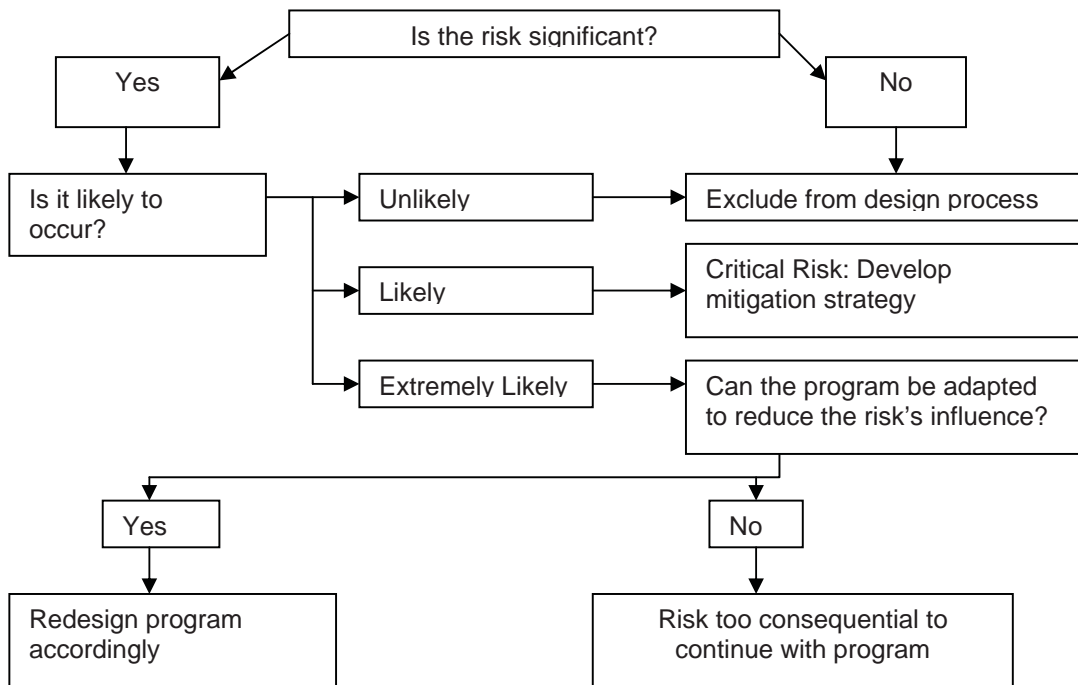 Is the risk significant?
Yes
No
Is it likely to
occur?
Unlikely
Exclude from design process
Likely
Critical Risk: Develop
mitigation strategy
Extremely Likely
Can the program be adapted
to reduce the risk’s influence?
Yes
No
Redesign program
accordingly
Risk too consequential to
continue with program